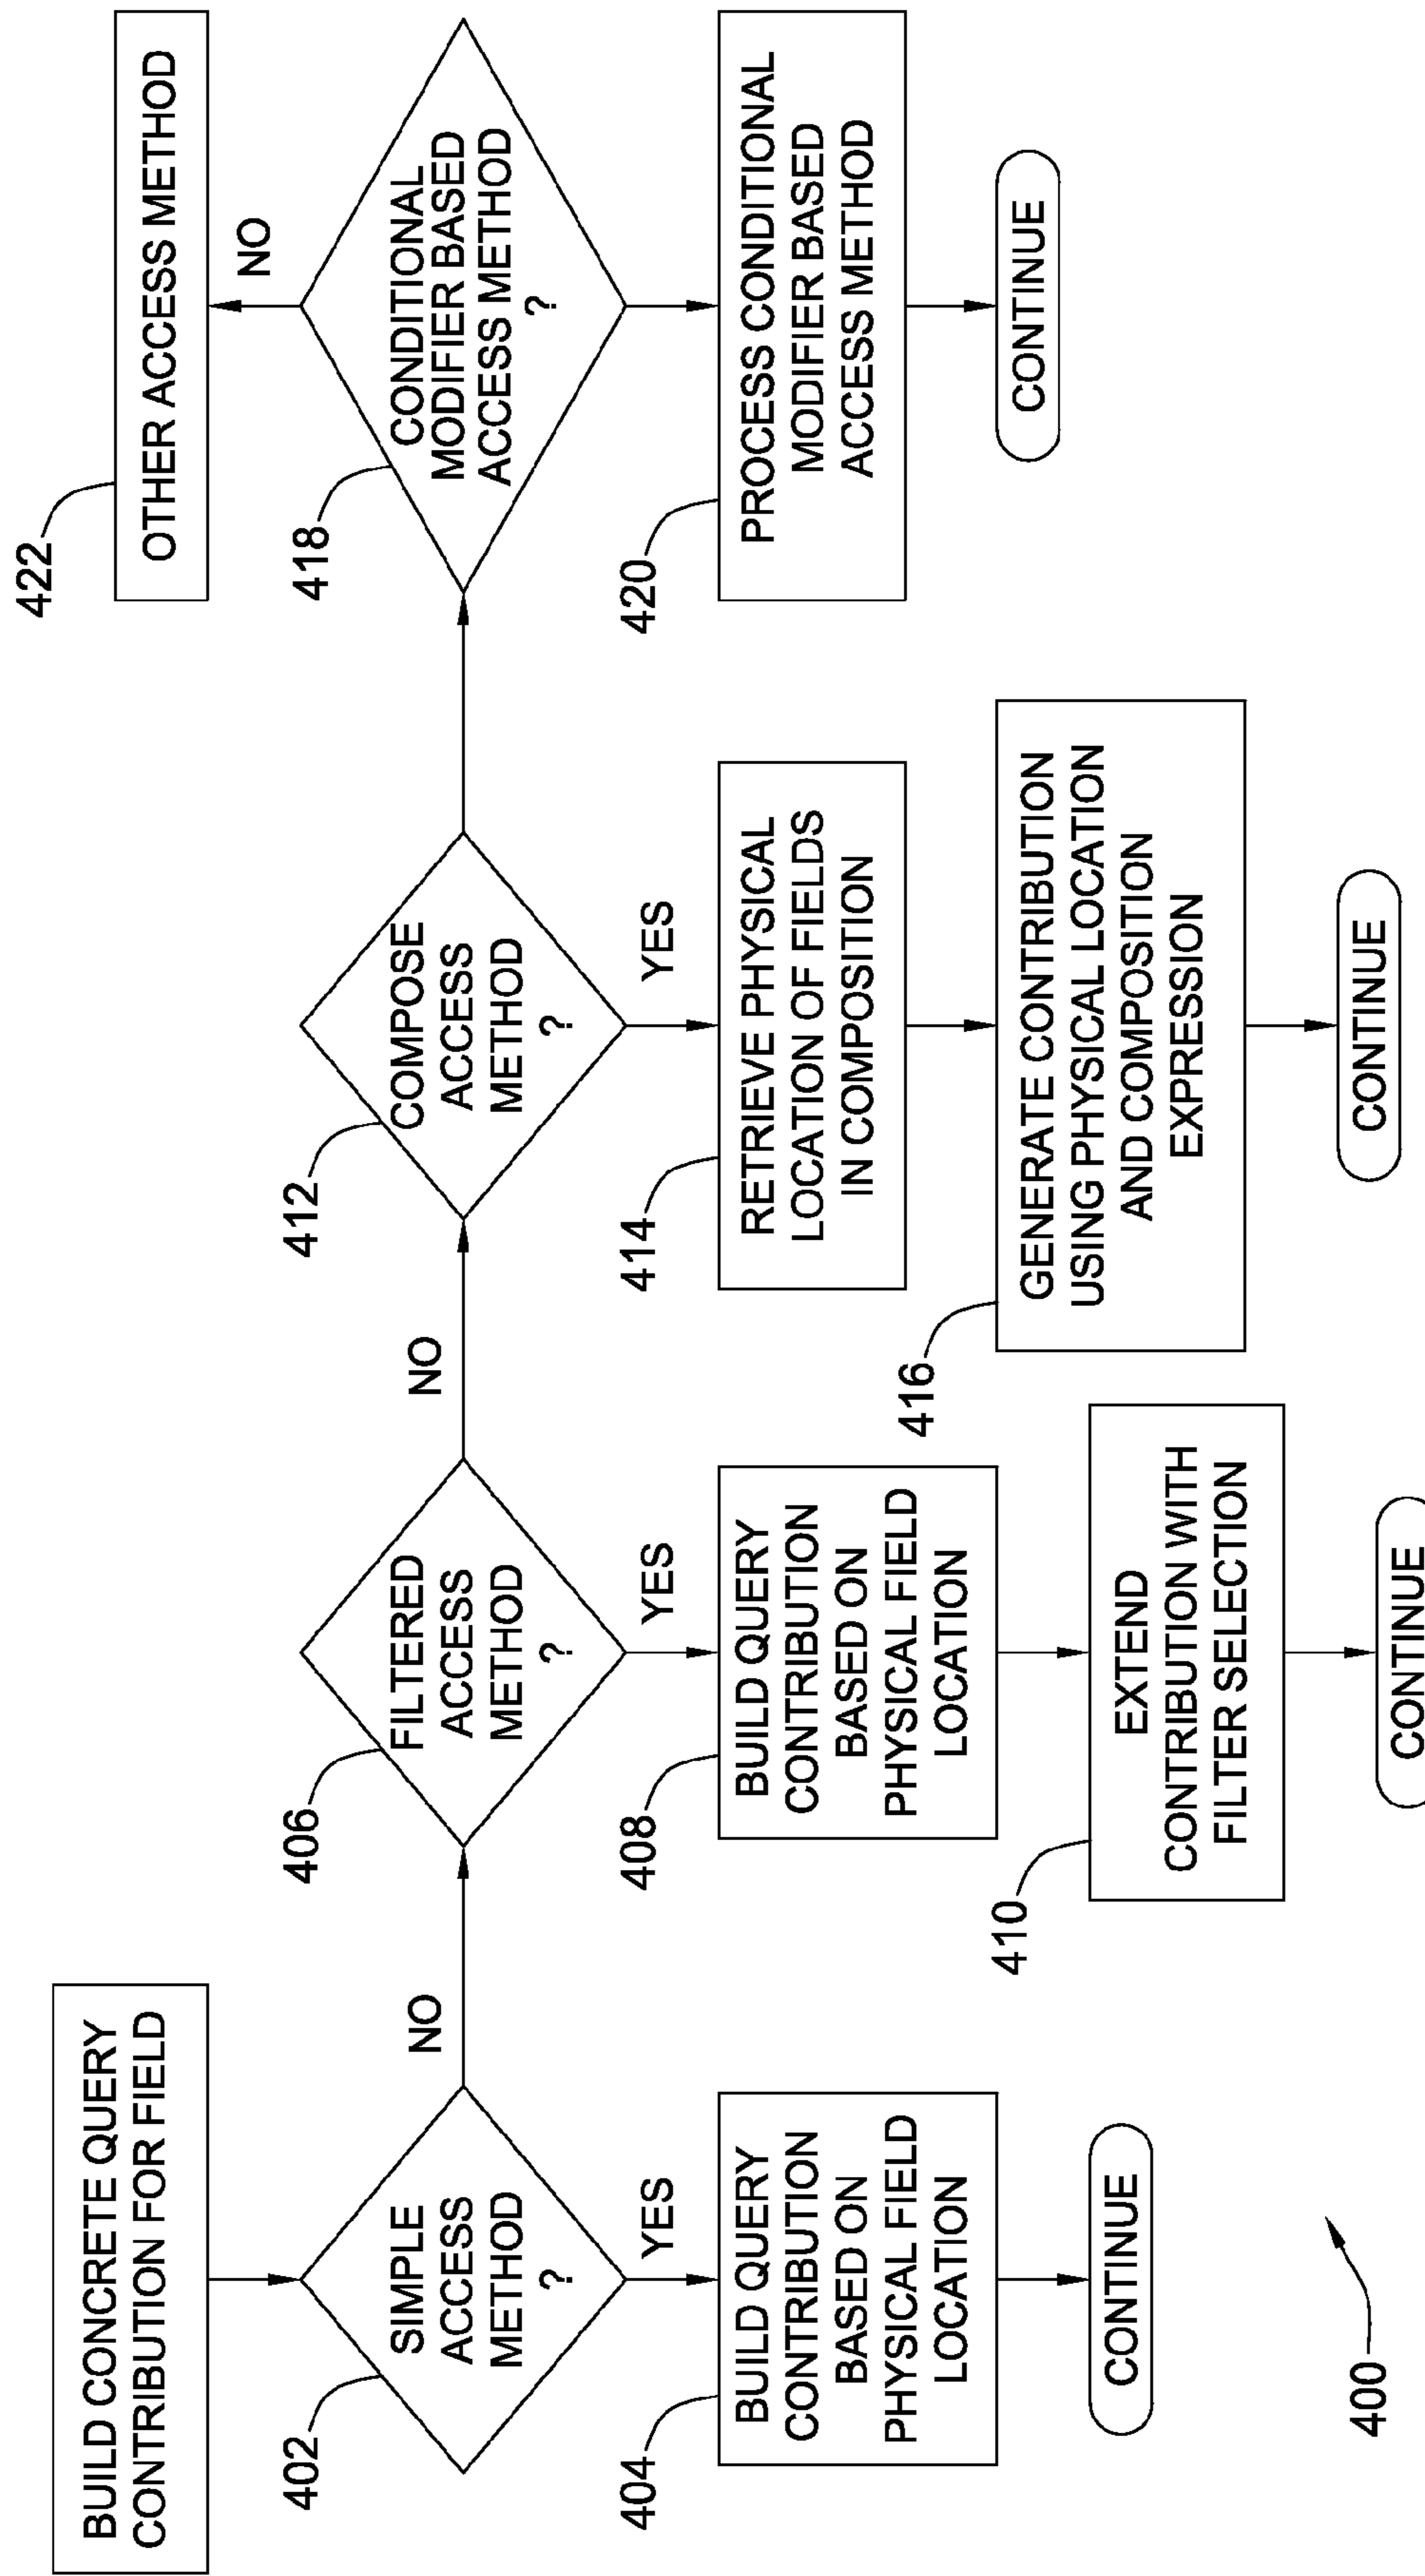 BUILD CONCRETE QUERY
CONTRIBUTION FOR FIELD
402
SIMPLE
ACCESS
METHOD
?
NO
YES
404
BUILD QUERY
CONTRIBUTION
BASED ON
PHYSICAL FIELD
LOCATION
CONTINUE
406
FILTERED
ACCESS
METHOD
?
NO
YES
408
BUILD QUERY
CONTRIBUTION
BASED ON
PHYSICAL FIELD
LOCATION
410
EXTEND
CONTRIBUTION WITH
FILTER SELECTION
CONTINUE
412
COMPOSE
ACCESS
METHOD
?
YES
414
RETRIEVE PHYSICAL
LOCATION OF FIELDS
IN COMPOSITION
416
GENERATE CONTRIBUTION
USING PHYSICAL LOCATION
AND COMPOSITION
EXPRESSION
CONTINUE
418
CONDITIONAL
MODIFIER BASED
ACCESS METHOD
?
NO
422
OTHER ACCESS METHOD
420
PROCESS CONDITIONAL
MODIFIER BASED
ACCESS METHOD
CONTINUE
400